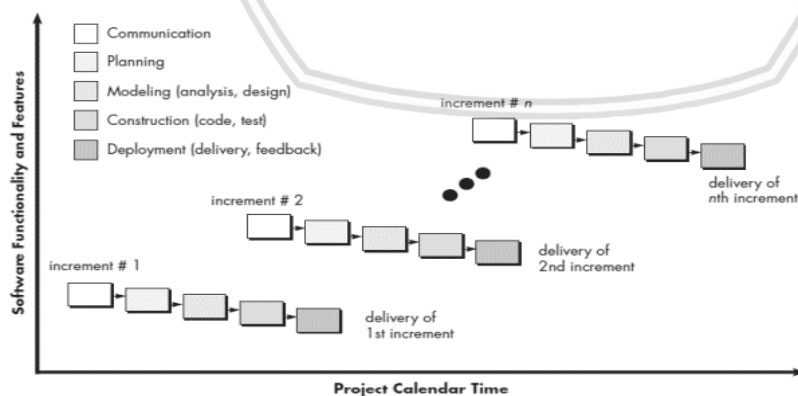 Communication
Planning
Modeling (analysis, design)
Construction (code, test)
Deployment (delivery, feedback)
increment # n
delivery of
nth increment
increment # 2
delivery of
2nd increment
increment # 1
delivery of
1st increment
Software Functionality and Features
Project Calendar Time